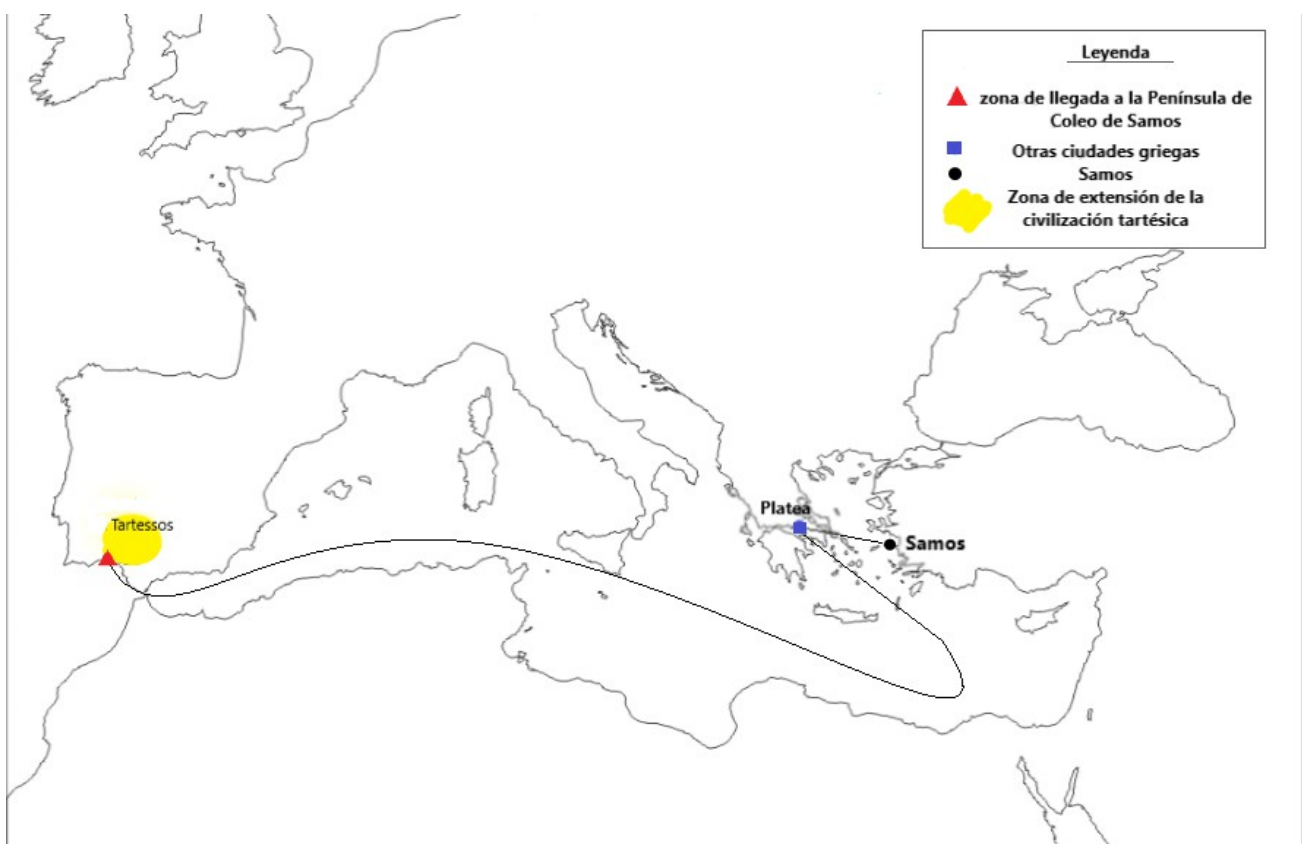 Leyenda
zona de llegada a la Península de
Coleo de Samos
Otras ciudades griegas
Samos
Zona de extensión de la
civilización tartésica
Tartessos
Platea
Samos